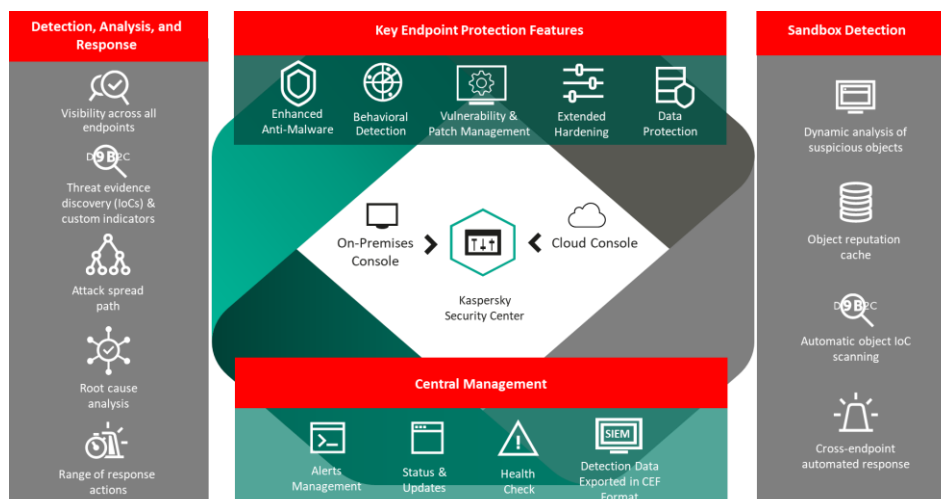 Detection, Analysis, and
Response
Visibility across all
endpoints
D9B2C
Threat evidence
discovery (IoCs) &
custom indicators
Attack spread
path
Root cause
analysis
Range of response
actions
Key Endpoint Protection Features
Enhanced
Anti-Malware
Behavioral
Detection
Vulnerability &
Patch Management
Extended
Hardening
Data
Protection
On-Premises
Console
Cloud Console
Kaspersky
Security Center
Central Management
Alerts
Management
Status &
Updates
Health
Check
SIEM
Detection Data
Exported in CEF
Format
Sandbox Detection
Dynamic analysis of
suspicious objects
Object reputation
cache
D9B2C
Automatic object IoC
scanning
Cross-endpoint
automated response